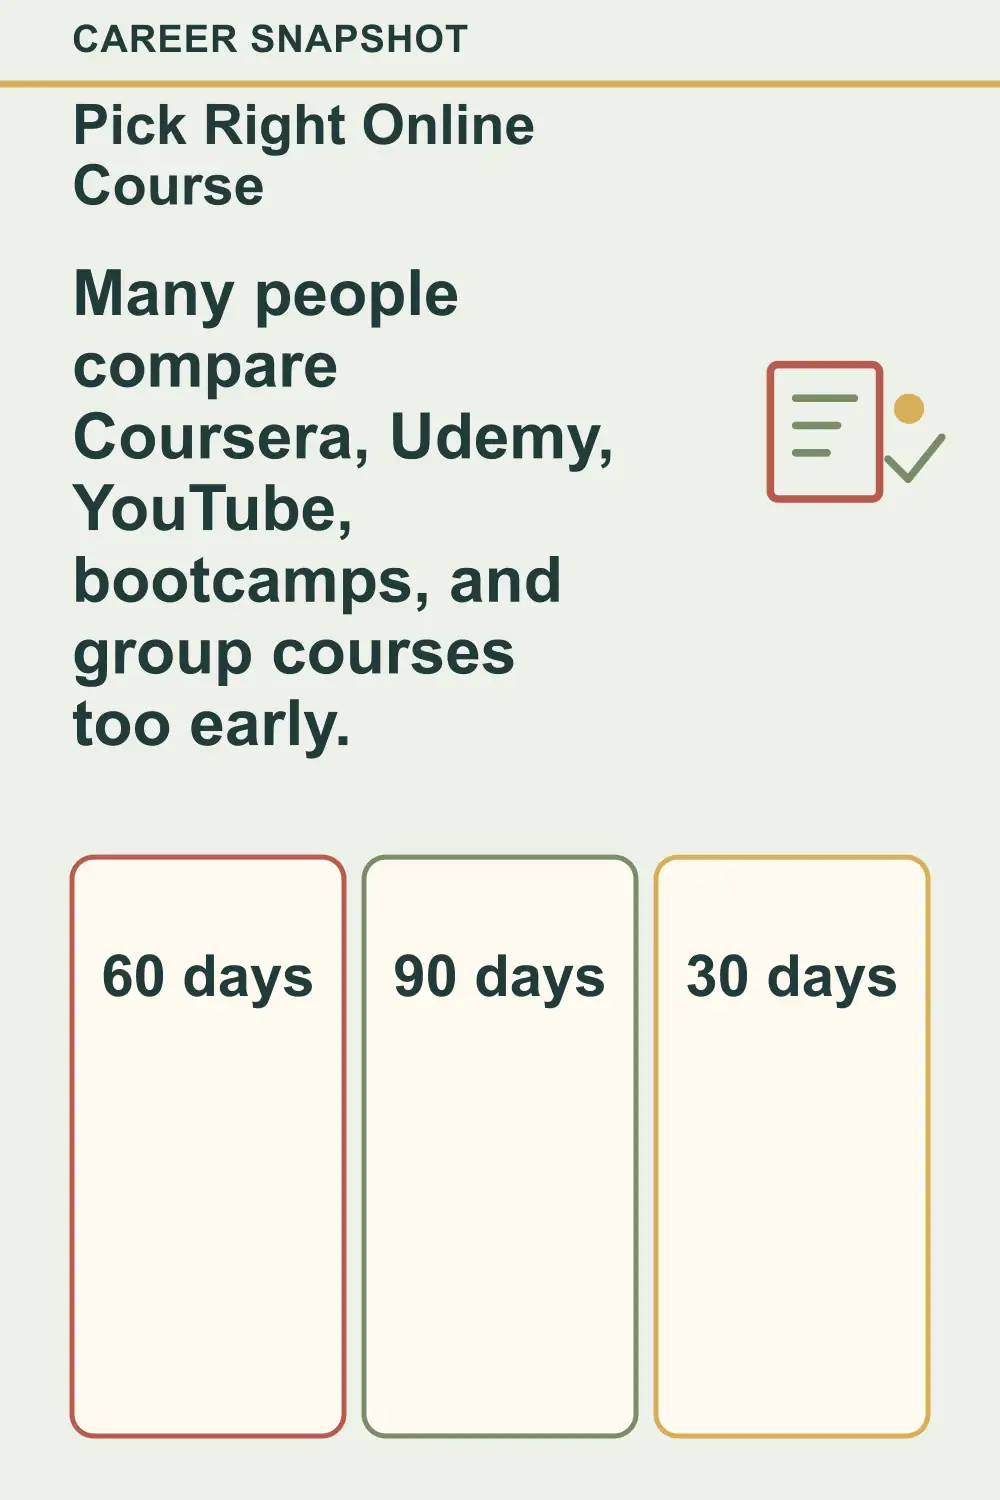 CAREER SNAPSHOT
Pick Right Online
Course
Many people
compare
Coursera, Udemy,
YouTube,
bootcamps, and
group courses
too early.
60 days
90 days
30 days